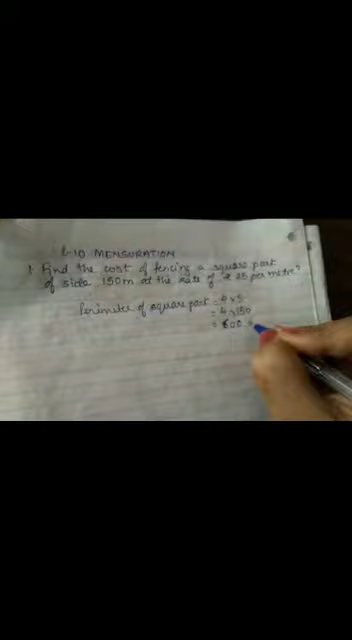 L-10 MENSURATION
1. Find the cost of fencing a square park
of side 150m at the rate of ₹ 25 per metre?
Perimeter of square park = 4 × S
= 4 × 150
= 600